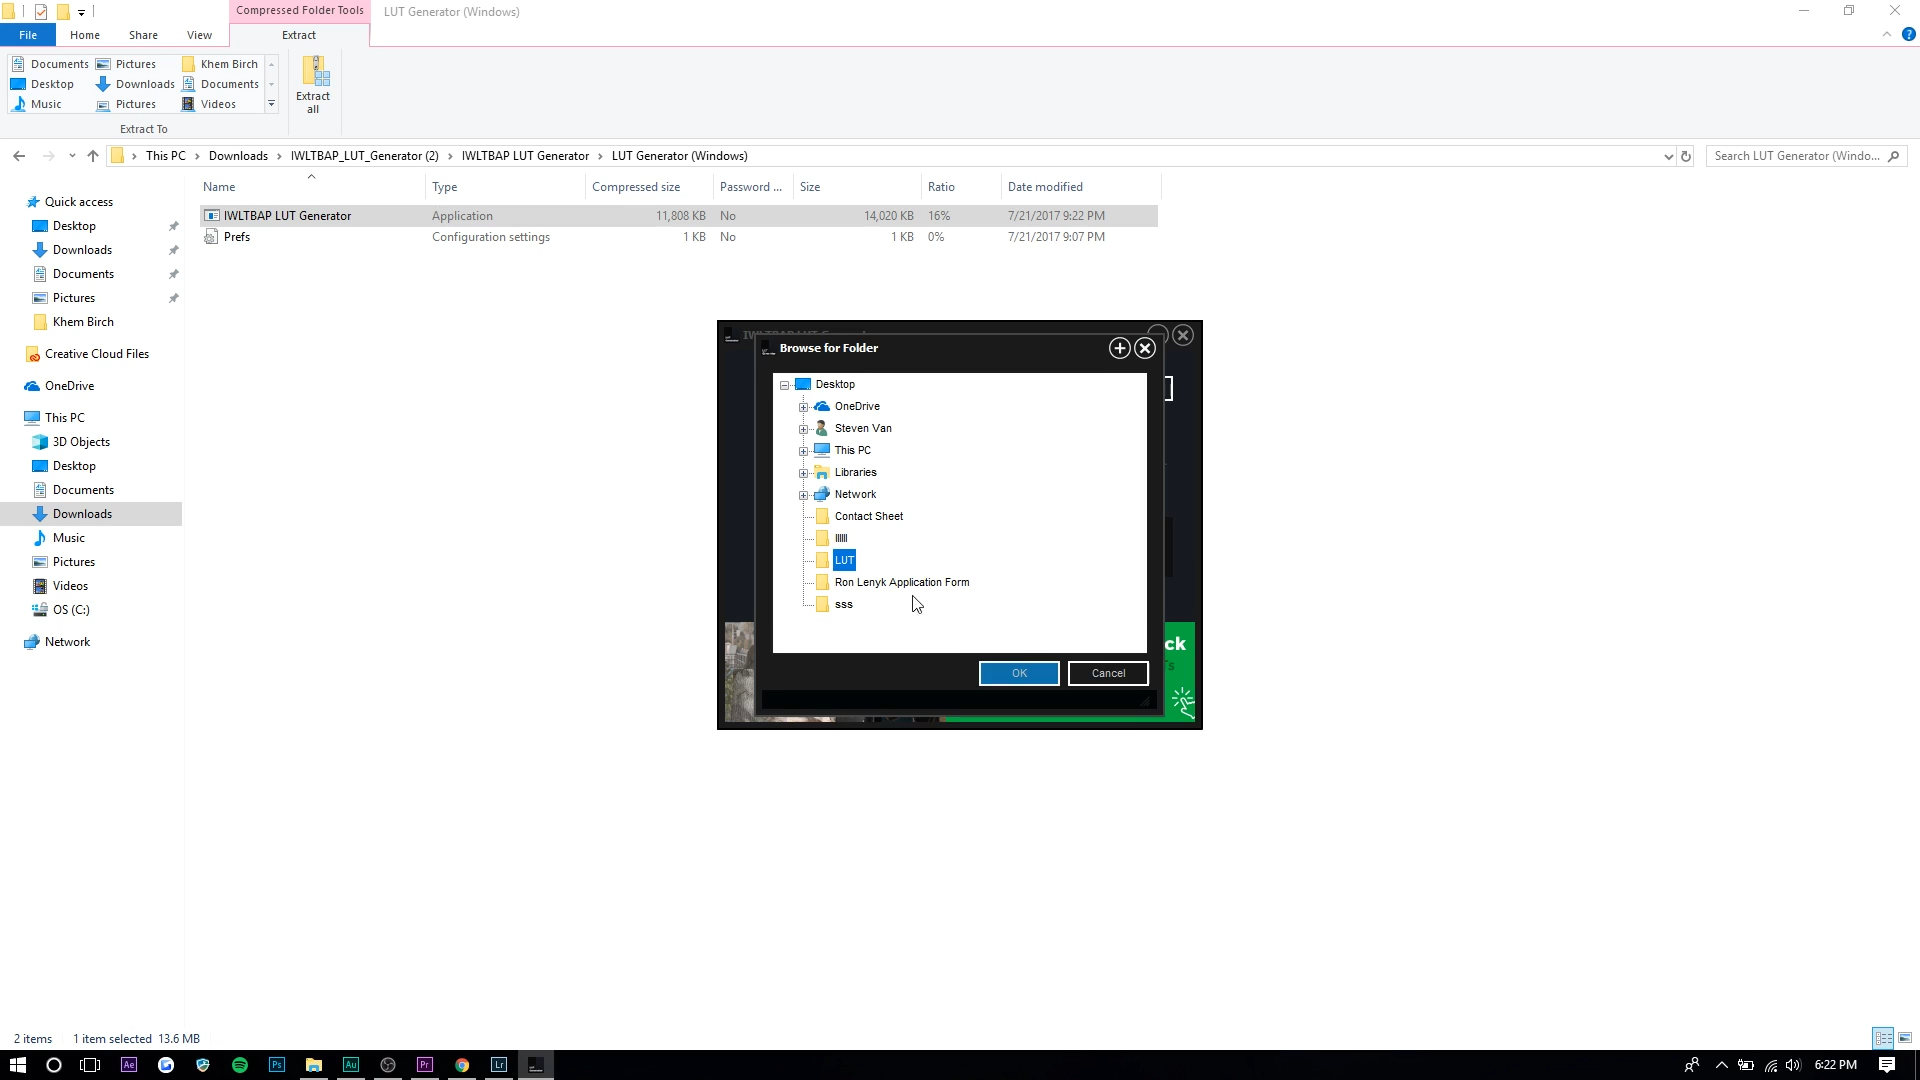 Compressed Folder Tools
LUT Generator (Windows)
File
Home
Share
View
Extract
Documents
Pictures
Khem Birch
Desktop
Downloads
Documents
Music
Pictures
Videos
Extract all
Extract To
This PC
Downloads
IWLTBAP_LUT_Generator (2)
IWLTBAP LUT Generator
LUT Generator (Windows)
Search LUT Generator (Windo...
Name
Type
Compressed size
Password ...
Size
Ratio
Date modified
IWLTBAP LUT Generator
Application
11,808 KB
No
14,020 KB
16%
7/21/2017 9:22 PM
Prefs
Configuration settings
1 KB
No
1 KB
0%
7/21/2017 9:07 PM
Quick access
Desktop
Downloads
Documents
Pictures
Khem Birch
Creative Cloud Files
OneDrive
This PC
3D Objects
Desktop
Documents
Downloads
Music
Pictures
Videos
OS (C:)
Network
Browse for Folder
Desktop
OneDrive
Steven Van
This PC
Libraries
Network
Contact Sheet
LUT
Ron Lenyk Application Form
sss
ck
OK
Cancel
2 items
1 item selected 13.6 MB
Ae
Ps
Au
Pr
Lr
6:22 PM